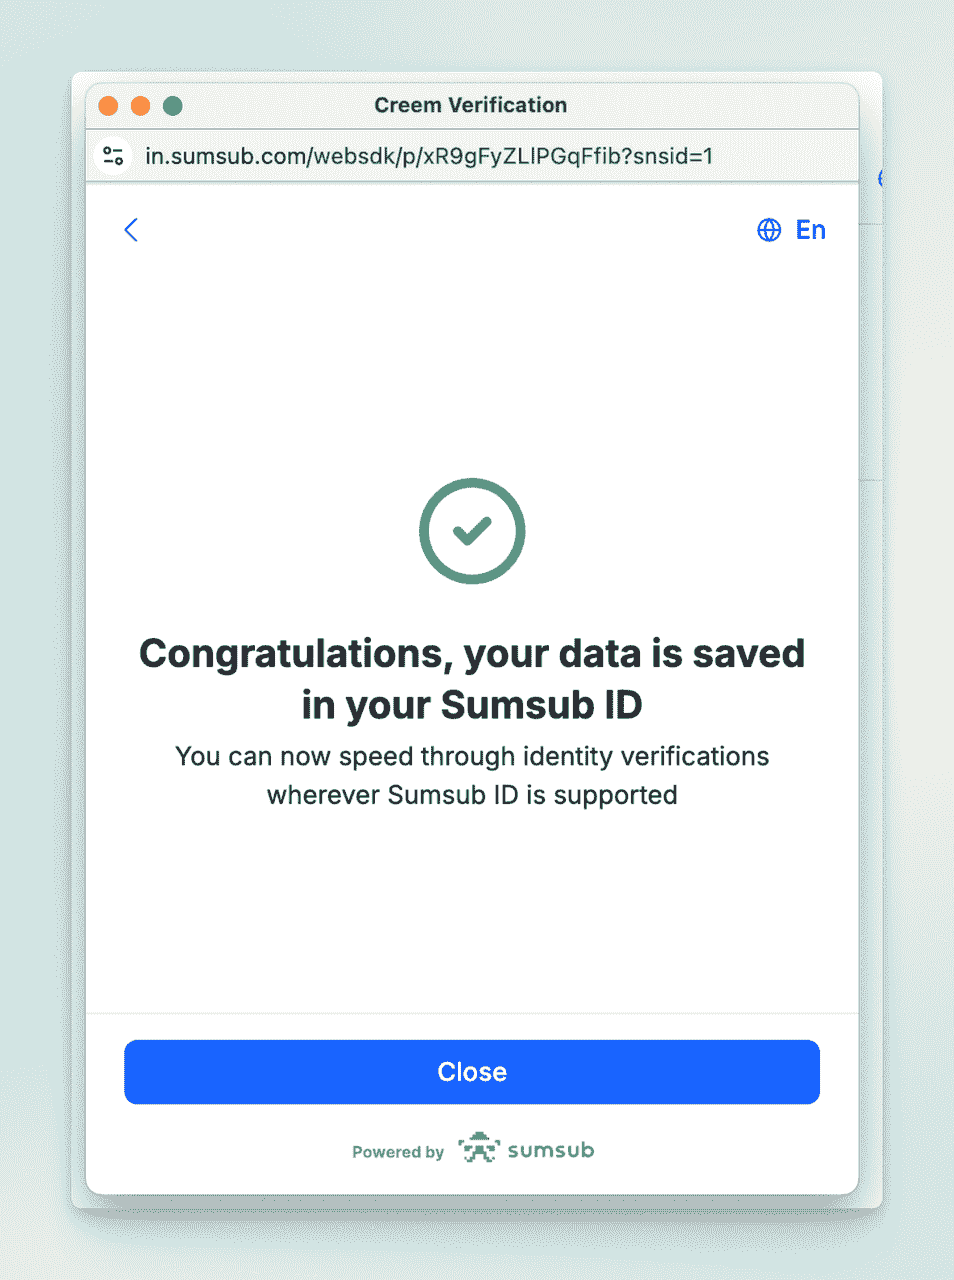 Creem Verification
in.sumsub.com/websdk/p/xR9gFyZLlPGqFfib?snsid=1
En
Congratulations, your data is saved
in your Sumsub ID
You can now speed through identity verifications
wherever Sumsub ID is supported
Close
Powered by sumsub